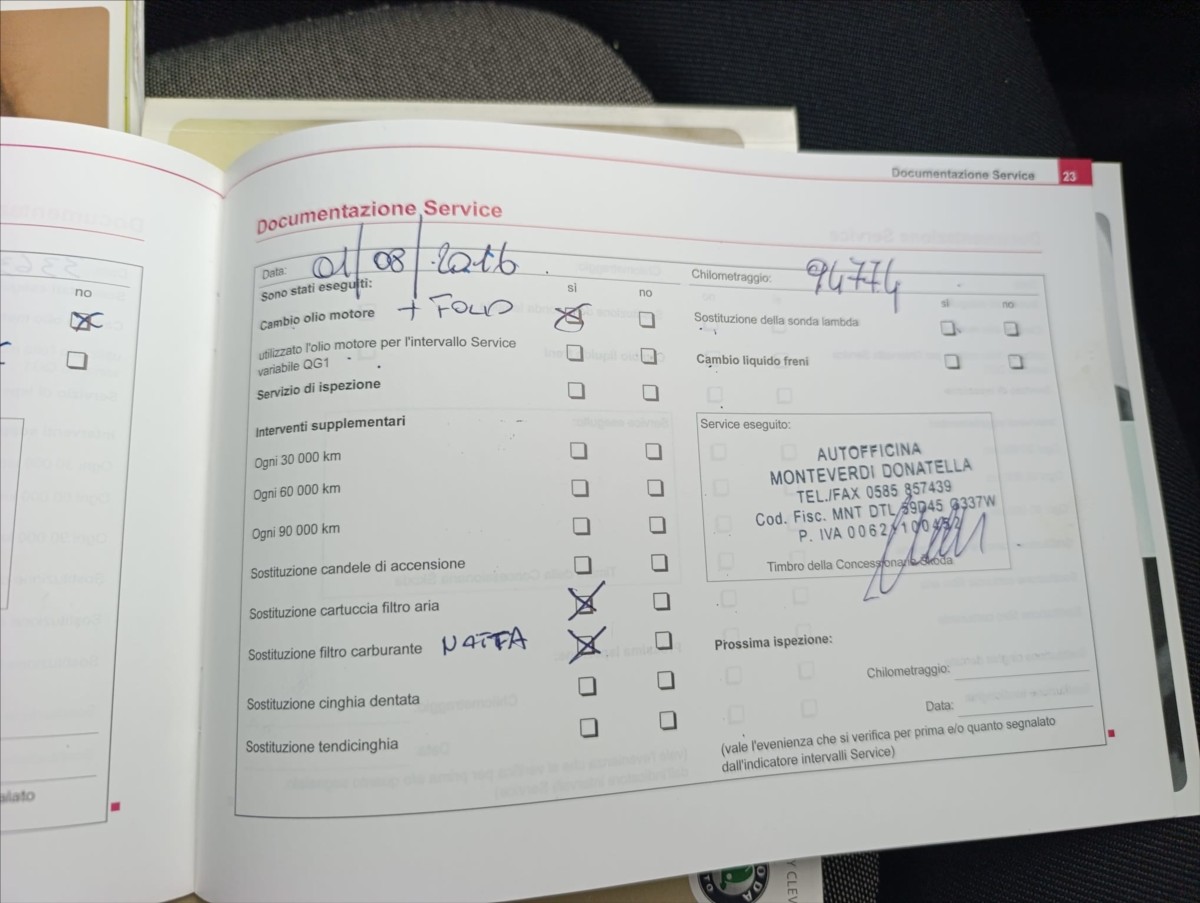 Documentazione Service 23
Documentazione Service
Data: 01/08/2016
Chilometraggio: 94774
Sono stati eseguiti:
sì no
sì no
Cambio olio motore
Sostituzione della sonda lambda
utilizzato l'olio motore per l'intervallo Service
variabile QG1
Cambio liquido freni
Servizio di ispezione
Interventi supplementari
Ogni 30 000 km
Ogni 60 000 km
Ogni 90 000 km
Sostituzione candele di accensione
Sostituzione cartuccia filtro aria
Sostituzione filtro carburante
Sostituzione cinghia dentata
Sostituzione tendicinghia
Service eseguito:
AUTOFFICINA
MONTEVERDI DONATELLA
TEL./FAX 0585 857439
Cod. Fisc. MNT DTL G337W
P. IVA
Timbro della Concessionaria Škoda
Prossima ispezione:
Chilometraggio:
Data:
(vale l'evenienza che si verifica per prima e/o quanto segnalato
dall'indicatore intervalli Service)
no